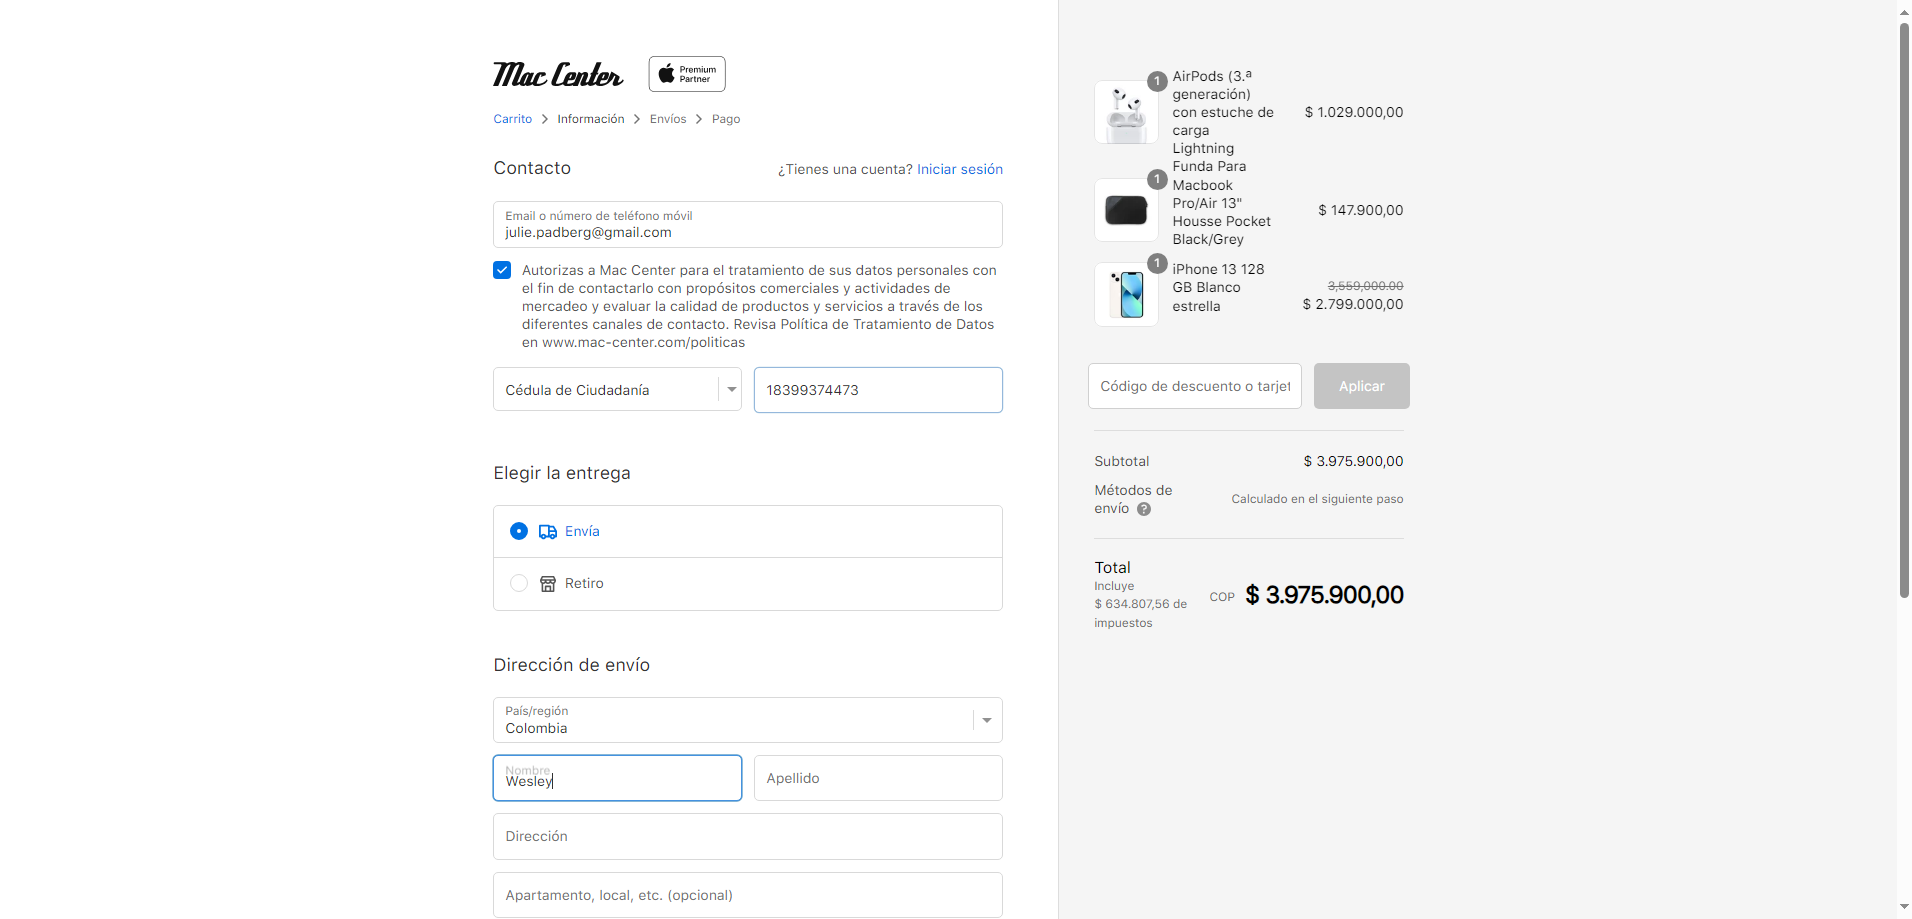 Mac Center
Premium
Partner
Carrito
Información
Envíos
Pago
Contacto
¿Tienes una cuenta? Iniciar sesión
Email o número de teléfono móvil
julie.padberg@gmail.com
Autorizas a Mac Center para el tratamiento de sus datos personales con
el fin de contactarlo con propósitos comerciales y actividades de
mercadeo y evaluar la calidad de productos y servicios a través de los
diferentes canales de contacto. Revisa Política de Tratamiento de Datos
en www.mac-center.com/politicas
Cédula de Ciudadanía
18399374473
Elegir la entrega
Envía
Retiro
Dirección de envío
País/región
Colombia
Nombre
Wesley
Apellido
Dirección
Apartamento, local, etc. (opcional)
1
AirPods (3.ª
generación)
con estuche de
carga
Lightning
$ 1.029.000,00
1
Funda Para
Macbook
Pro/Air 13"
Housse Pocket
Black/Grey
$ 147.900,00
1
iPhone 13 128
GB Blanco
estrella
3,559,000.00
$ 2.799.000,00
Código de descuento o tarjet
Aplicar
Subtotal
$ 3.975.900,00
Métodos de
envío ?
Calculado en el siguiente paso
Total
Incluye
$ 634.807,56 de
impuestos
COP $ 3.975.900,00